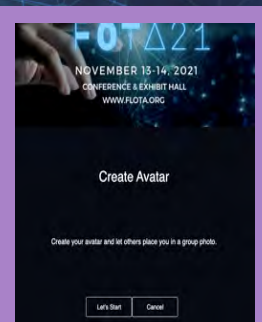 FOTA21
NOVEMBER 13-14, 2021
CONFERENCE & EXHIBIT HALL
WWW.FLOTA.ORG
Create Avatar
Create your avatar and let others place you in a group photo.
Let's Start
Cancel